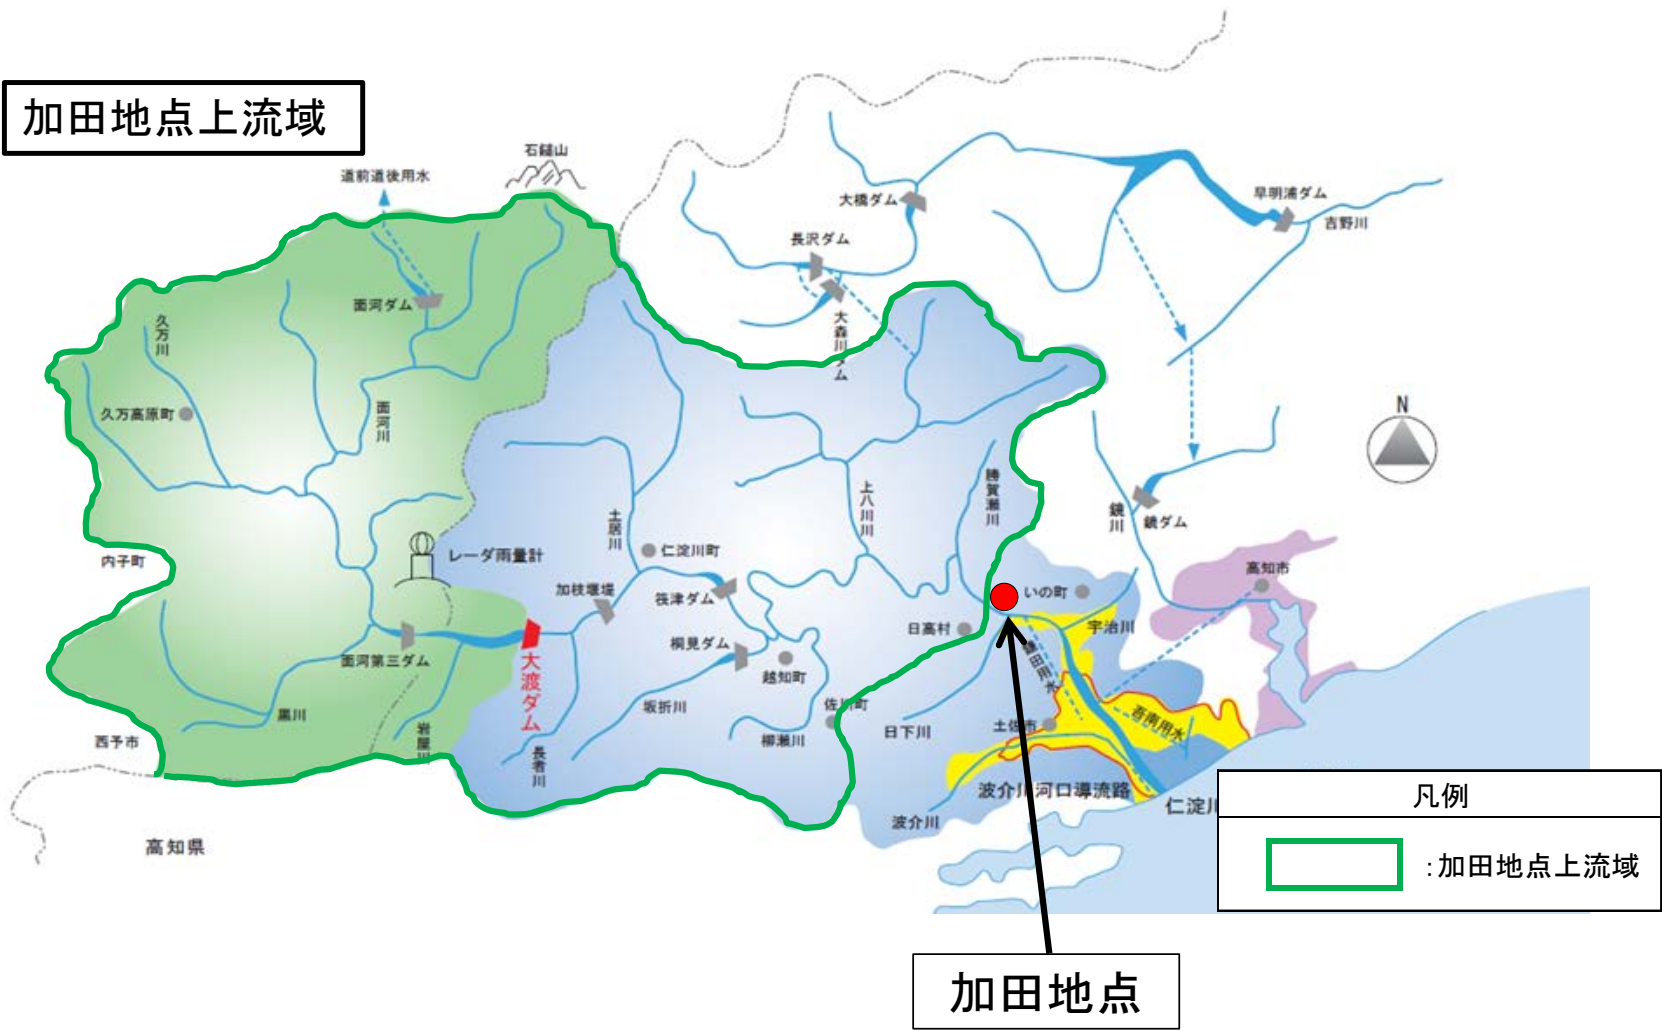 加田地点上流域
石鎚山
道前道後用水
大橋ダム
早明浦ダム
吉野川
長沢ダム
面河ダム
久万川
大森川ダム
久万高原町
面河川
N
上八川川
勝賀瀬川
鏡川
鏡ダム
土居川
仁淀川町
レーダ雨量計
内子町
加枝堰堤
筏津ダム
いの町
高知市
日高村
宇治川
桐見ダム
面河第三ダム
大渡ダム
越知町
鎌田用水
佐川町
坂折川
黒川
岩屋川
柳瀬川
日下川
土佐市
吾南用水
西予市
長者川
波介川河口導流路
仁淀川
波介川
高知県
凡例
:加田地点上流域
加田地点